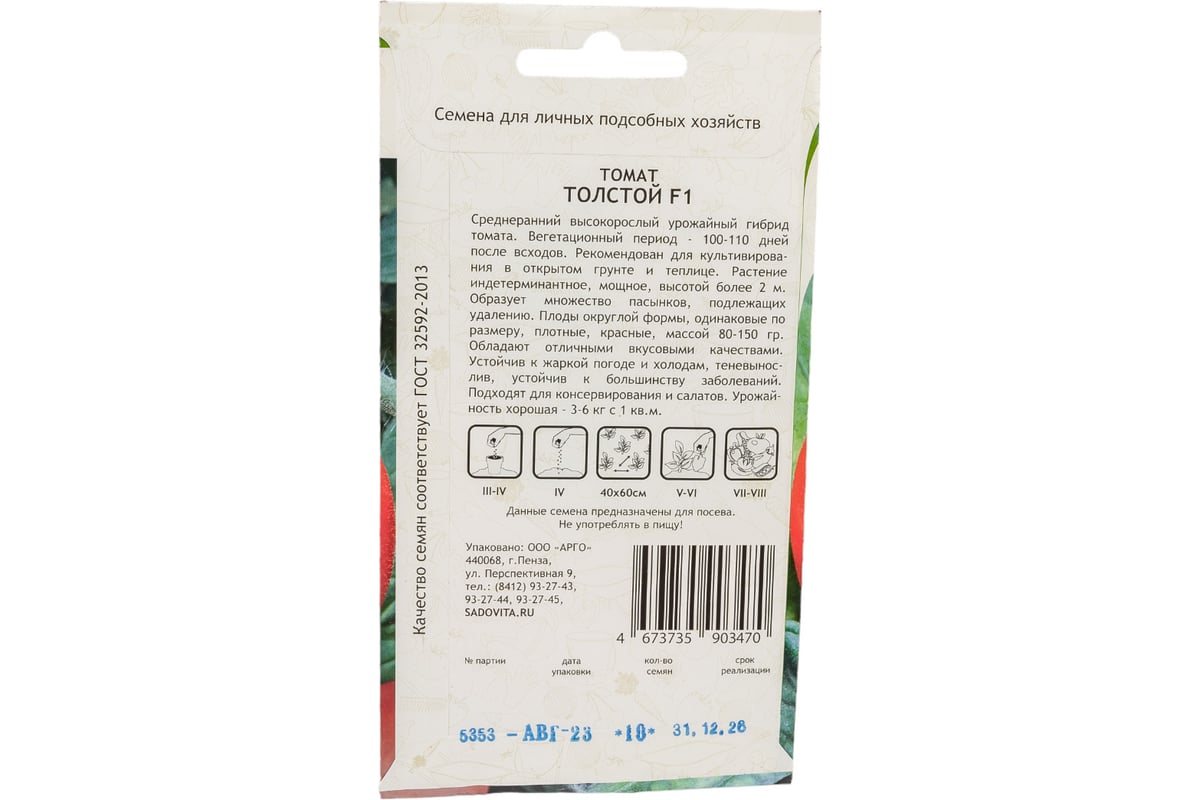 Семена для личных подсобных хозяйств
ТОМАТ
ТОЛСТОЙ F1
Среднеранний высокорослый урожайный гибрид
томата. Вегетационный период - 100-110 дней
после всходов. Рекомендован для культивирова-
ния в открытом грунте и теплице. Растение
индетерминантное, мощное, высотой более 2 м.
Образует множество пасынков, подлежащих
удалению. Плоды округлой формы, одинаковые по
размеру, плотные, красные, массой 80-150 гр.
Обладают отличными вкусовыми качествами.
Устойчив к жаркой погоде и холодам, теневынос-
лив, устойчив к большинству заболеваний.
Подходят для консервирования и салатов. Урожай-
ность хорошая - 3-6 кг с 1 кв.м.
III-IV IV 40х60см V-VI VII-VIII
Данные семена предназначены для посева.
Не употреблять в пищу!
Упаковано: ООО «АРГО»
440068, г.Пенза,
ул. Перспективная 9,
тел.: (8412) 93-27-43,
93-27-44, 93-27-45,
SADOVITA.RU
4 673735 903470
№ партии дата кол-во срок
упаковки семян реализации
5353 - АВГ-23 *10* 31.12.26
Качество семян соответствует ГОСТ 32592-2013